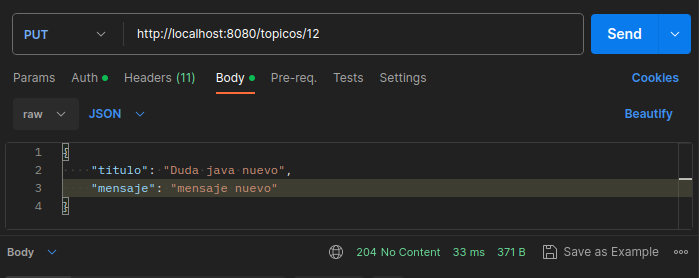 PUT http://localhost:8080/topicos/12 Send
Params Auth Headers (11) Body Pre-req. Tests Settings Cookies
raw JSON Beautify
1 {
2 "titulo": "Duda java nuevo",
3 "mensaje": "mensaje nuevo"
4 }
Body 204 No Content 33 ms 371 B Save as Example